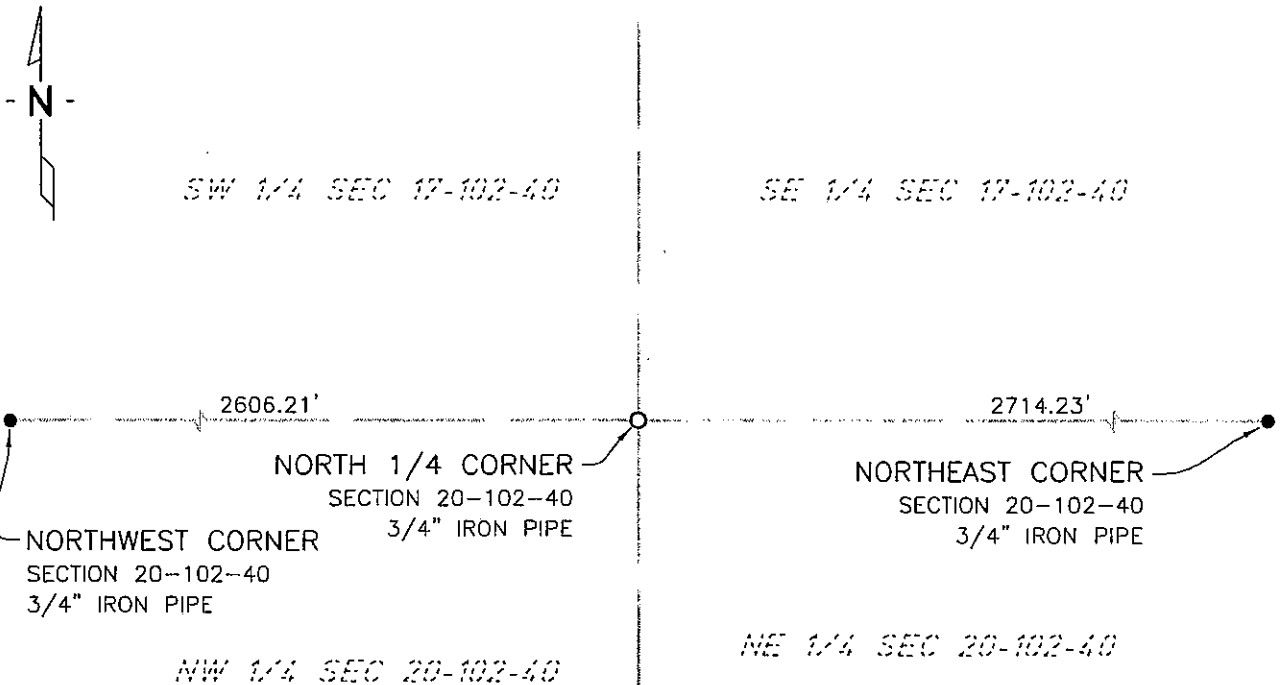 - N -
SW 1/4 SEC 17-102-40
SE 1/4 SEC 17-102-40
2606.21'
2714.23'
NORTH 1/4 CORNER
SECTION 20-102-40
3/4" IRON PIPE
NORTHEAST CORNER
SECTION 20-102-40
3/4" IRON PIPE
NORTHWEST CORNER
SECTION 20-102-40
3/4" IRON PIPE
NW 1/4 SEC 20-102-40
NE 1/4 SEC 20-102-40